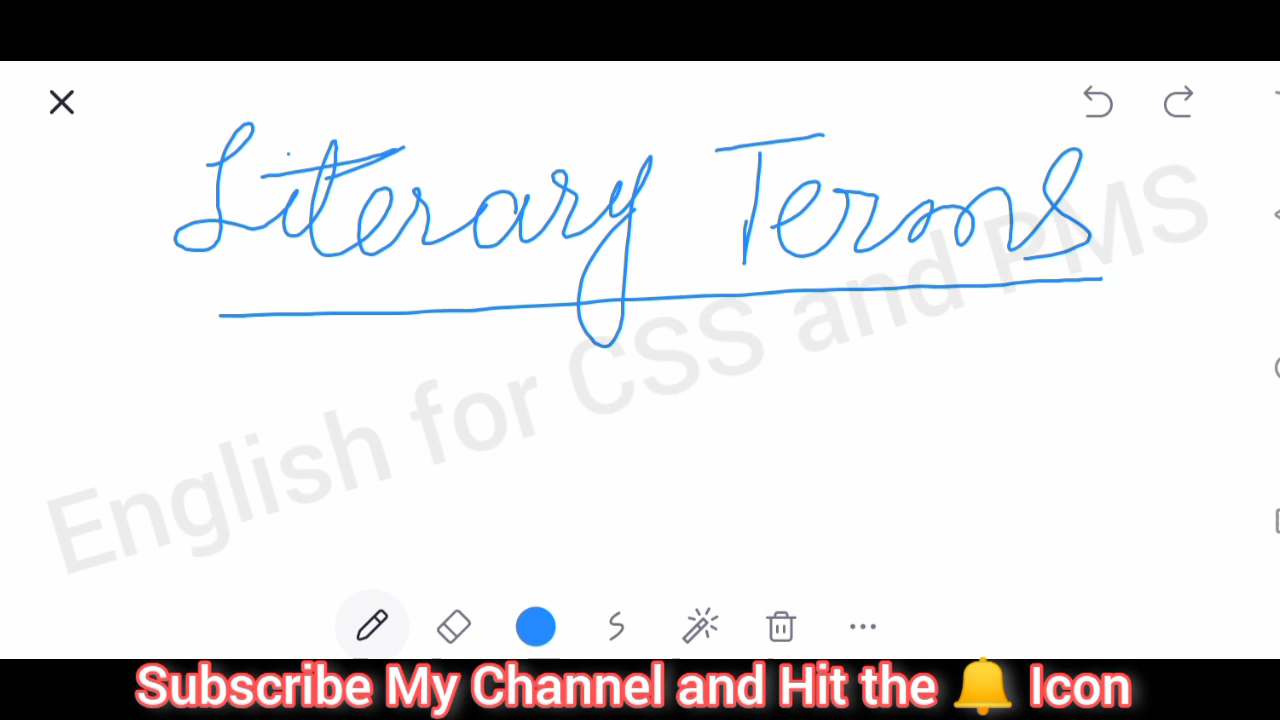 Literary Terms
English for CSS and PMS
Subscribe My Channel and Hit the 🔔 Icon